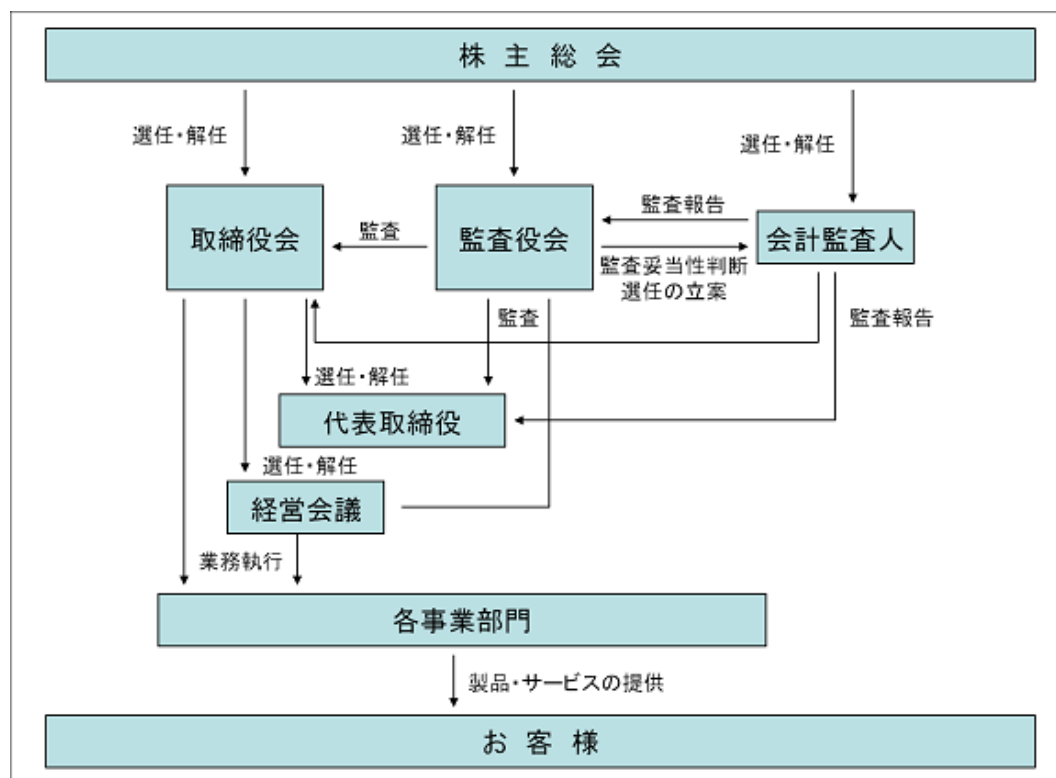 株 主 総 会
選任・解任
選任・解任
選任・解任
取締役会
監査
監査役会
監査報告
監査妥当性判断
選任の立案
会計監査人
監査
監査報告
選任・解任
代表取締役
選任・解任
経営会議
業務執行
各事業部門
製品・サービスの提供
お 客 様